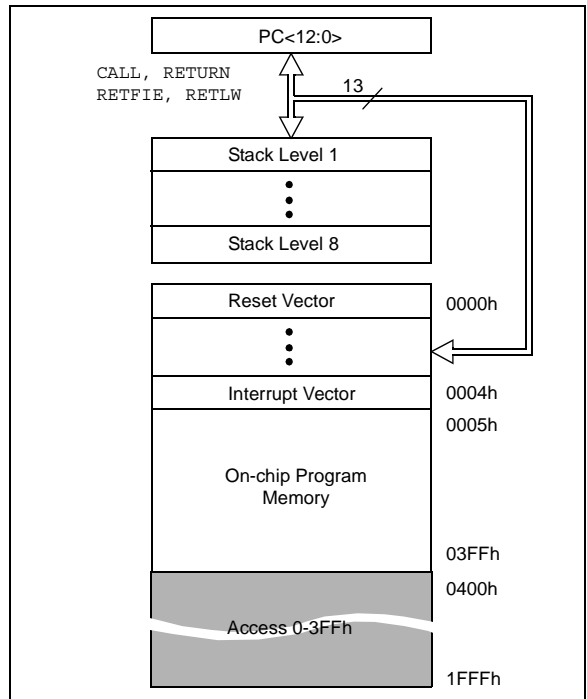 PC<12:0>
CALL, RETURN
RETFIE, RETLW
13
Stack Level 1
Stack Level 8
Reset Vector
0000h
Interrupt Vector
0004h
0005h
On-chip Program
Memory
03FFh
0400h
Access 0-3FFh
1FFFh